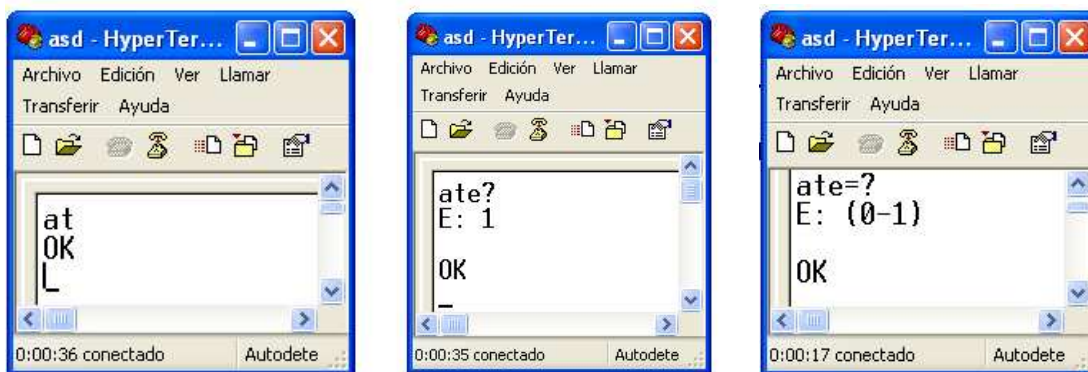 asd - HyperTer...
Archivo Edición Ver Llamar
Transferir Ayuda
at
OK
0:00:36 conectado Autodete
asd - HyperTer...
Archivo Edición Ver Llamar
Transferir Ayuda
ate?
E: 1
OK
0:00:35 conectado Autodete
asd - HyperTer...
Archivo Edición Ver Llamar
Transferir Ayuda
ate=?
E: (0-1)
OK
0:00:17 conectado Autodete